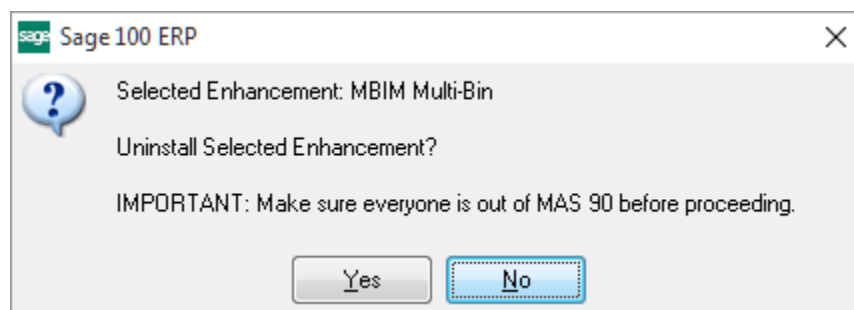 sage Sage 100 ERP
Selected Enhancement: MBIM Multi-Bin
Uninstall Selected Enhancement?
IMPORTANT: Make sure everyone is out of MAS 90 before proceeding.
Yes No